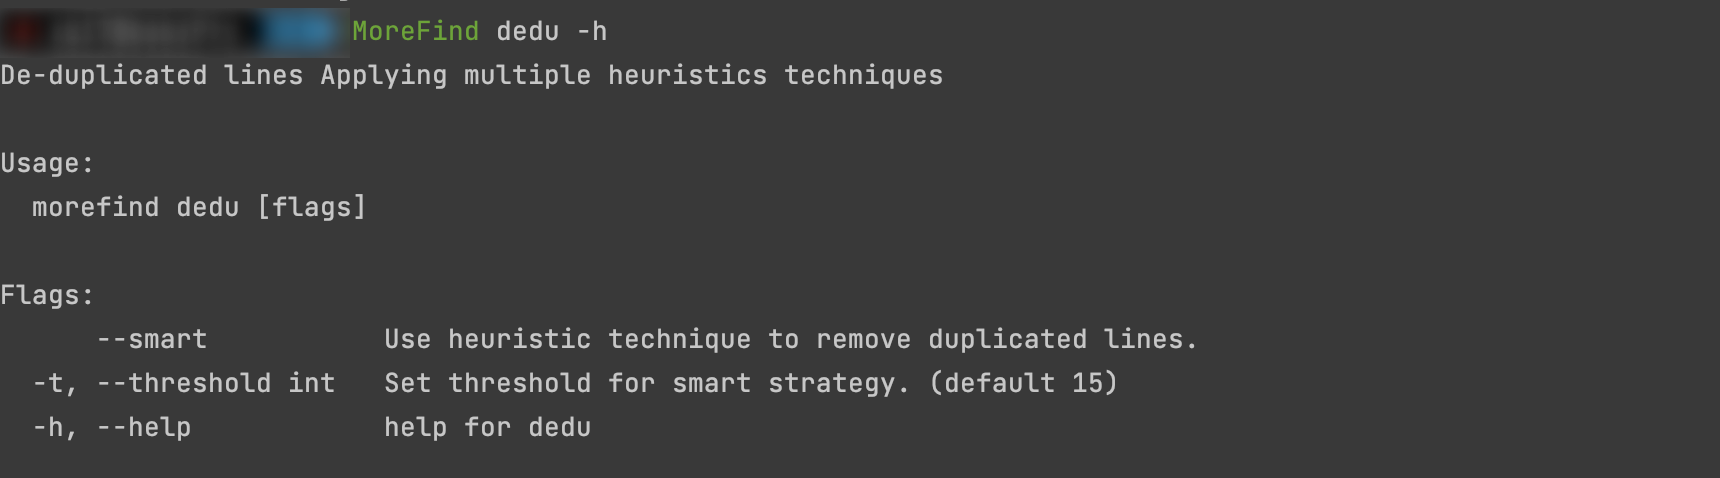 MoreFind dedu -h
De-duplicated lines Applying multiple heuristics techniques
Usage:
morefind dedu [flags]
Flags:
--smart Use heuristic technique to remove duplicated lines.
-t, --threshold int Set threshold for smart strategy. (default 15)
-h, --help help for dedu